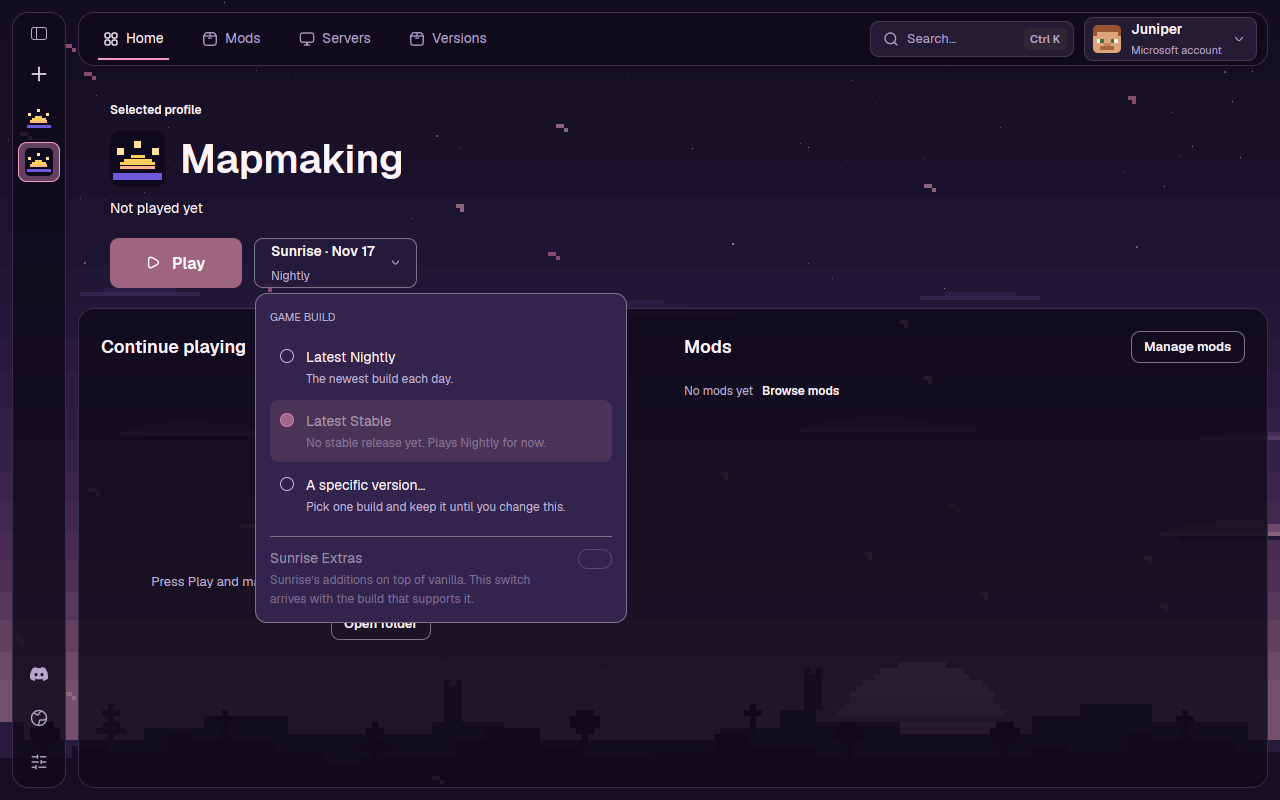 Home
Mods
Servers
Versions
Search...
Ctrl K
Juniper
Microsoft account
Selected profile
Mapmaking
Not played yet
Play
Sunrise · Nov 17
Nightly
GAME BUILD
Latest Nightly
The newest build each day.
Latest Stable
No stable release yet. Plays Nightly for now.
A specific version...
Pick one build and keep it until you change this.
Sunrise Extras
Sunrise's additions on top of vanilla. This switch
arrives with the build that supports it.
Continue playing
Press Play and
Open folder
Mods
Manage mods
No mods yet
Browse mods